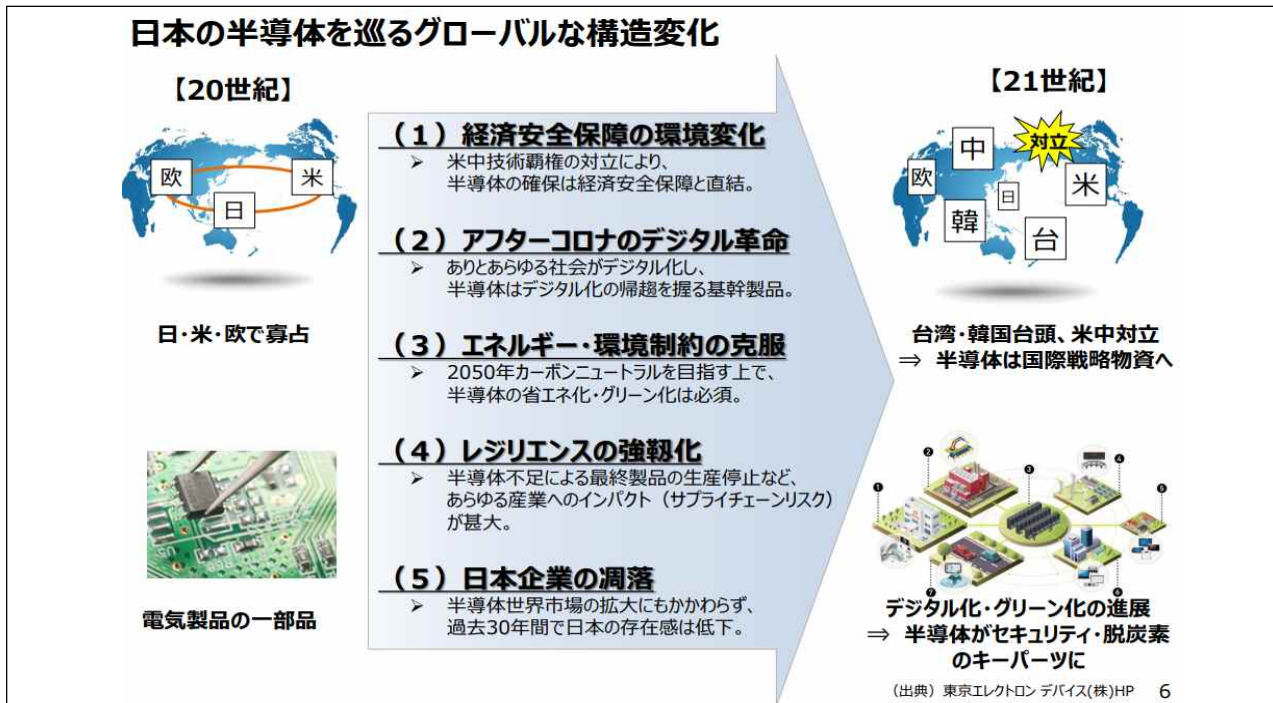 日本の半導体を巡るグローバルな構造変化
【20世紀】
欧
米
日
日・米・欧で寡占
電気製品の一部品
（１）経済安全保障の環境変化
➢ 米中技術覇権の対立により、
半導体の確保は経済安全保障と直結。
（２）アフターコロナのデジタル革命
➢ ありとあらゆる社会がデジタル化し、
半導体はデジタル化の帰趨を握る基幹製品。
（３）エネルギー・環境制約の克服
➢ 2050年カーボンニュートラルを目指す上で、
半導体の省エネ化・グリーン化は必須。
（４）レジリエンスの強靱化
➢ 半導体不足による最終製品の生産停止など、
あらゆる産業へのインパクト（サプライチェーンリスク）
が甚大。
（５）日本企業の凋落
➢ 半導体世界市場の拡大にもかかわらず、
過去30年間で日本の存在感は低下。
【21世紀】
中
対立
欧
日
米
韓
台
台湾・韓国台頭、米中対立
⇒ 半導体は国際戦略物資へ
❶
❷
❸
❹
❺
❻
❼
デジタル化・グリーン化の進展
⇒ 半導体がセキュリティ・脱炭素
のキーパーツに
（出典）東京エレクトロン デバイス(株)HP
6